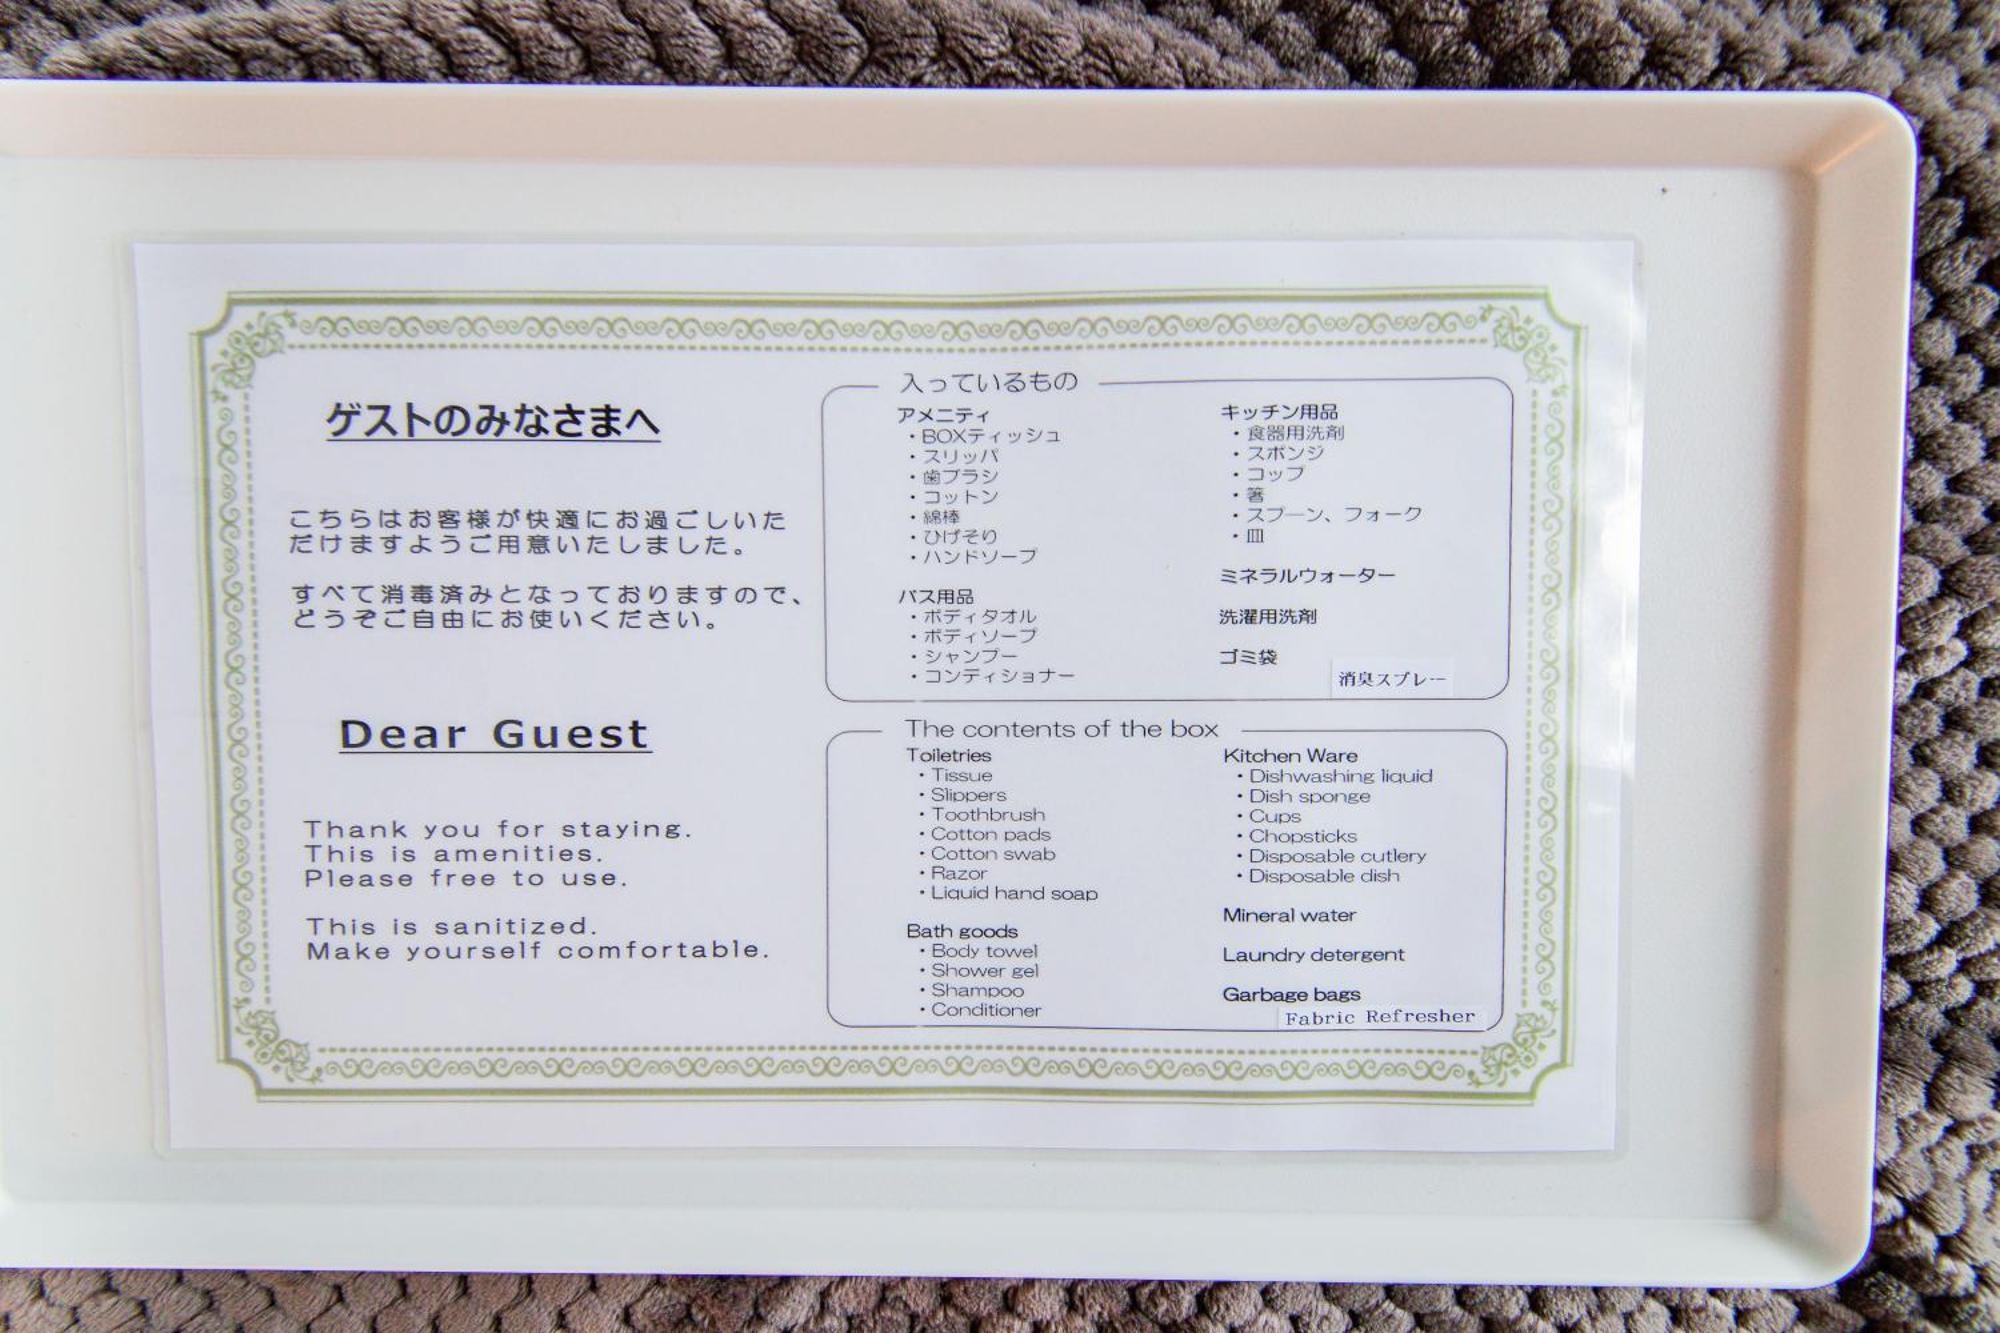 ゲストのみなさまへ
こちらはお客様が快適にお過ごしいた
だけますようご用意いたしました。
すべて消毒済みとなっておりますので、
どうぞご自由にお使いください。
Dear Guest
Thank you for staying.
This is amenities.
Please free to use.
This is sanitized.
Make yourself comfortable.
入っているもの
アメニティ
・BOXティッシュ
・スリッパ
・歯ブラシ
・コットン
・綿棒
・ひげそり
・ハンドソープ
バス用品
・ボディタオル
・ボディソープ
・シャンプー
・コンディショナー
キッチン用品
・食器用洗剤
・スポンジ
・コップ
・箸
・スプーン、フォーク
・皿
ミネラルウォーター
洗濯用洗剤
ゴミ袋
消臭スプレー
The contents of the box
Toiletries
・Tissue
・Slippers
・Toothbrush
・Cotton pads
・Cotton swab
・Razor
・Liquid hand soap
Bath goods
・Body towel
・Shower gel
・Shampoo
・Conditioner
Kitchen Ware
・Dishwashing liquid
・Dish sponge
・Cups
・Chopsticks
・Disposable cutlery
・Disposable dish
Mineral water
Laundry detergent
Garbage bags
Fabric Refresher